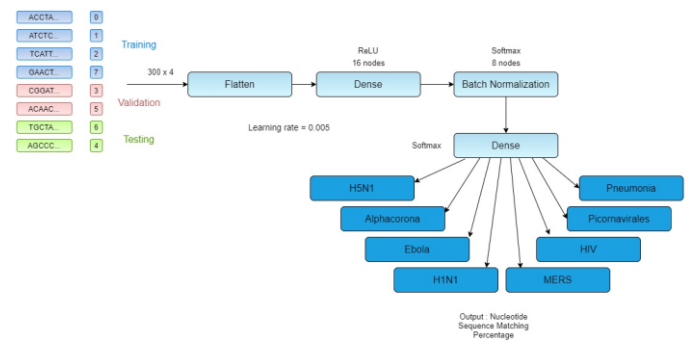 ACCTA... 0
ATCTC... 1
TCATT... 2
GAACT... 7
CGGAT... 3
ACAAC... 5
TGCTA... 6
AGCCC... 4
Training
Validation
Testing
300 x 4
Flatten
ReLU
16 nodes
Dense
Softmax
8 nodes
Batch Normalization
Learning rate = 0.005
Softmax
Dense
H5N1
Pneumonia
Alphacorona
Picornavirales
Ebola
HIV
H1N1
MERS
Output : Nucleotide
Sequence Matching
Percentage